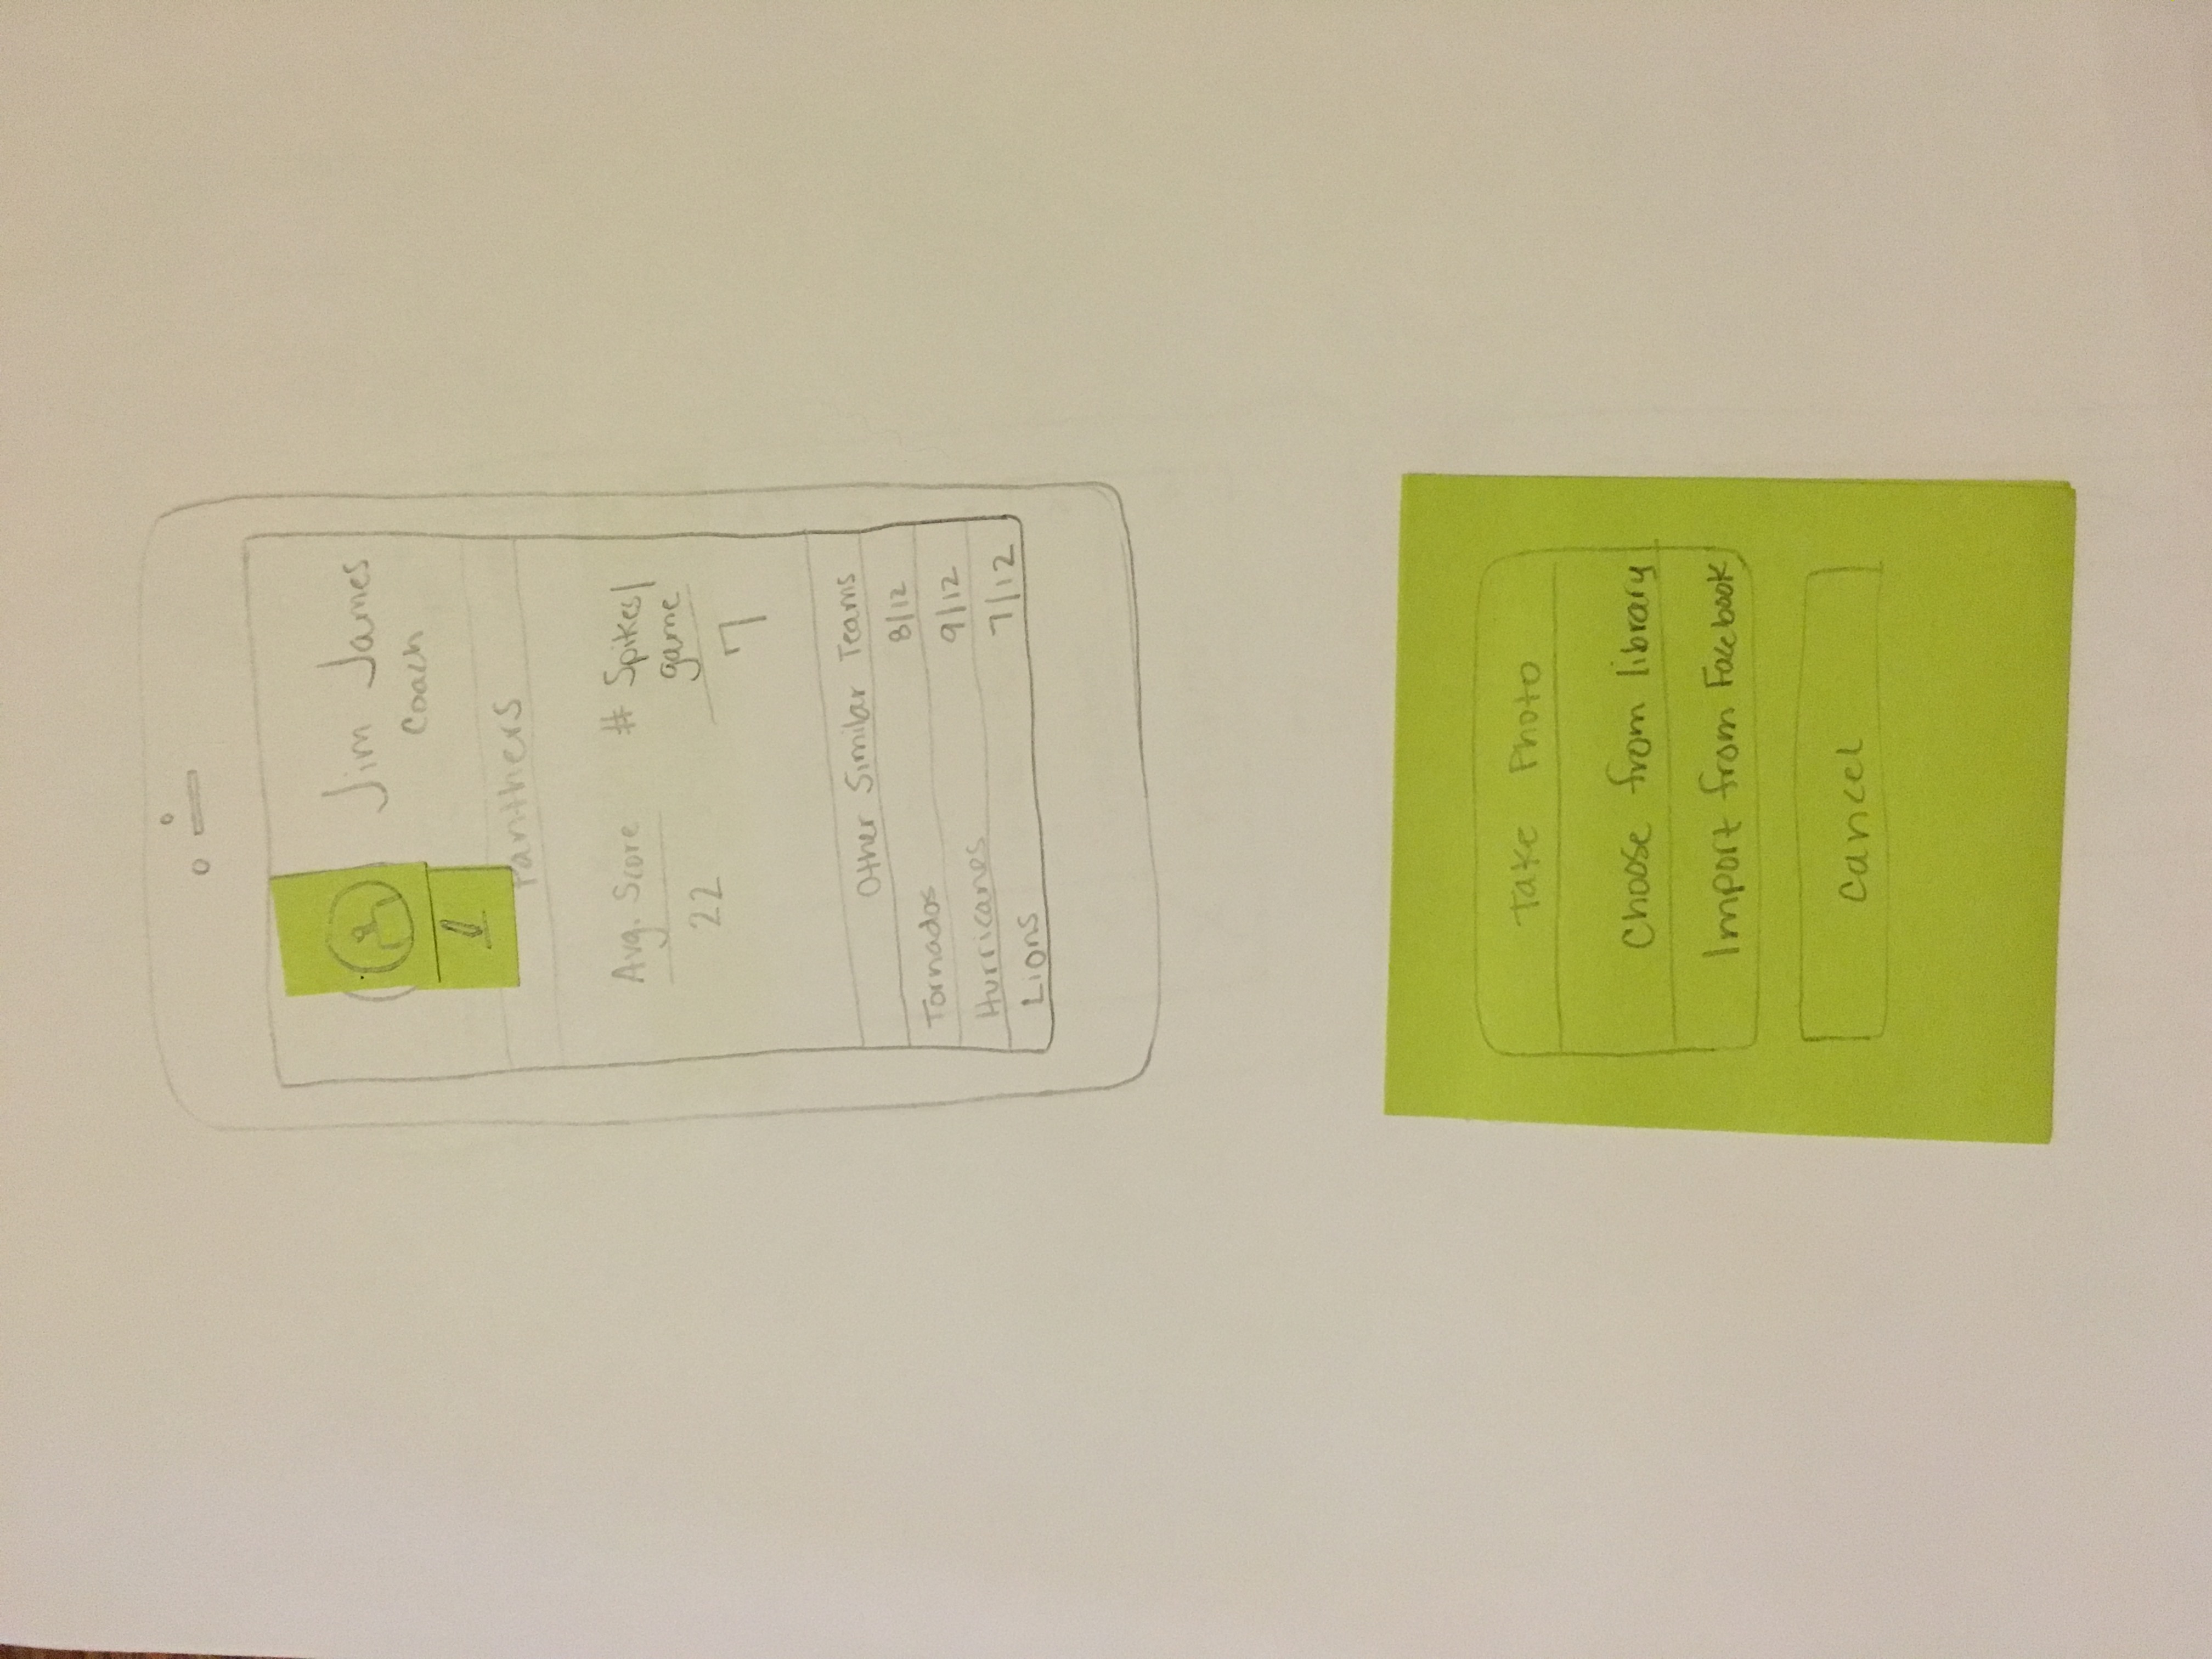 Jim James
Coach
Panthers
Avg. Score
22
# Spikes/
game
7
Other Similar Teams
Tornados 8/12
Hurricanes 9/12
Lions 7/12
Take Photo
Choose from library
Import from Facebook
Cancel